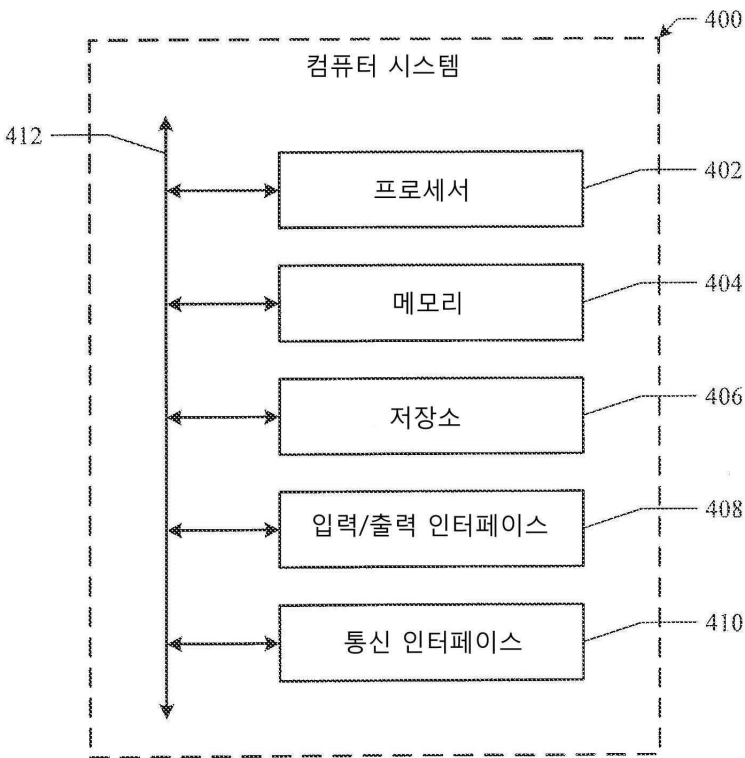 400
컴퓨터 시스템
412
프로세서
402
메모리
404
저장소
406
입력/출력 인터페이스
408
통신 인터페이스
410